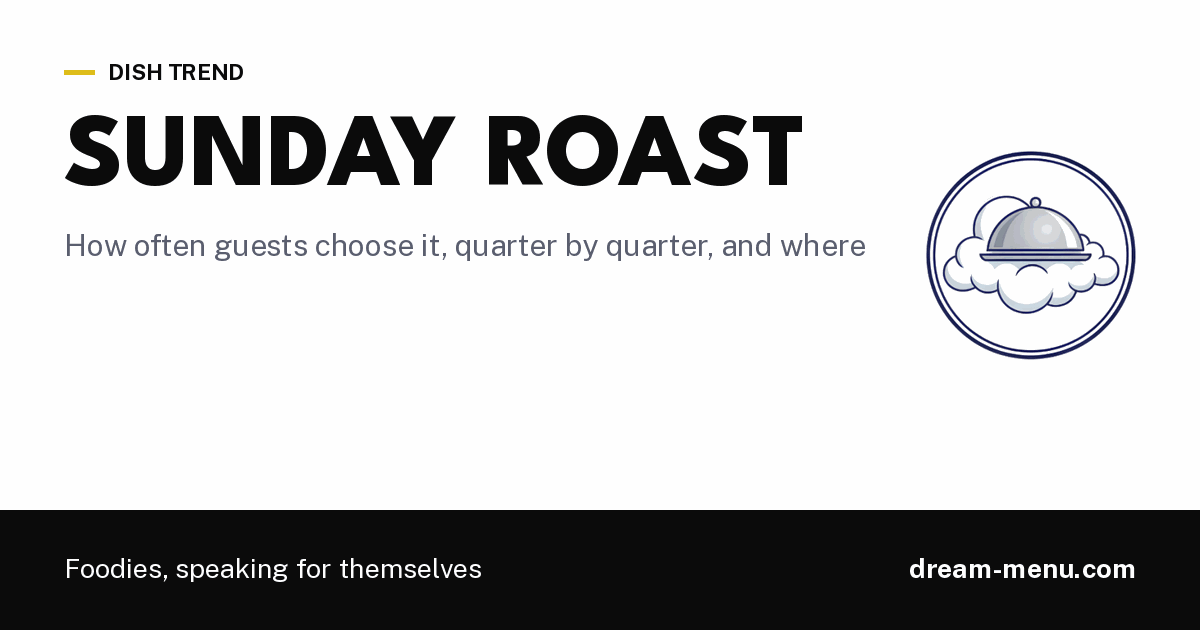 DISH TREND
SUNDAY ROAST
How often guests choose it, quarter by quarter, and where
Foodies, speaking for themselves
dream-menu.com